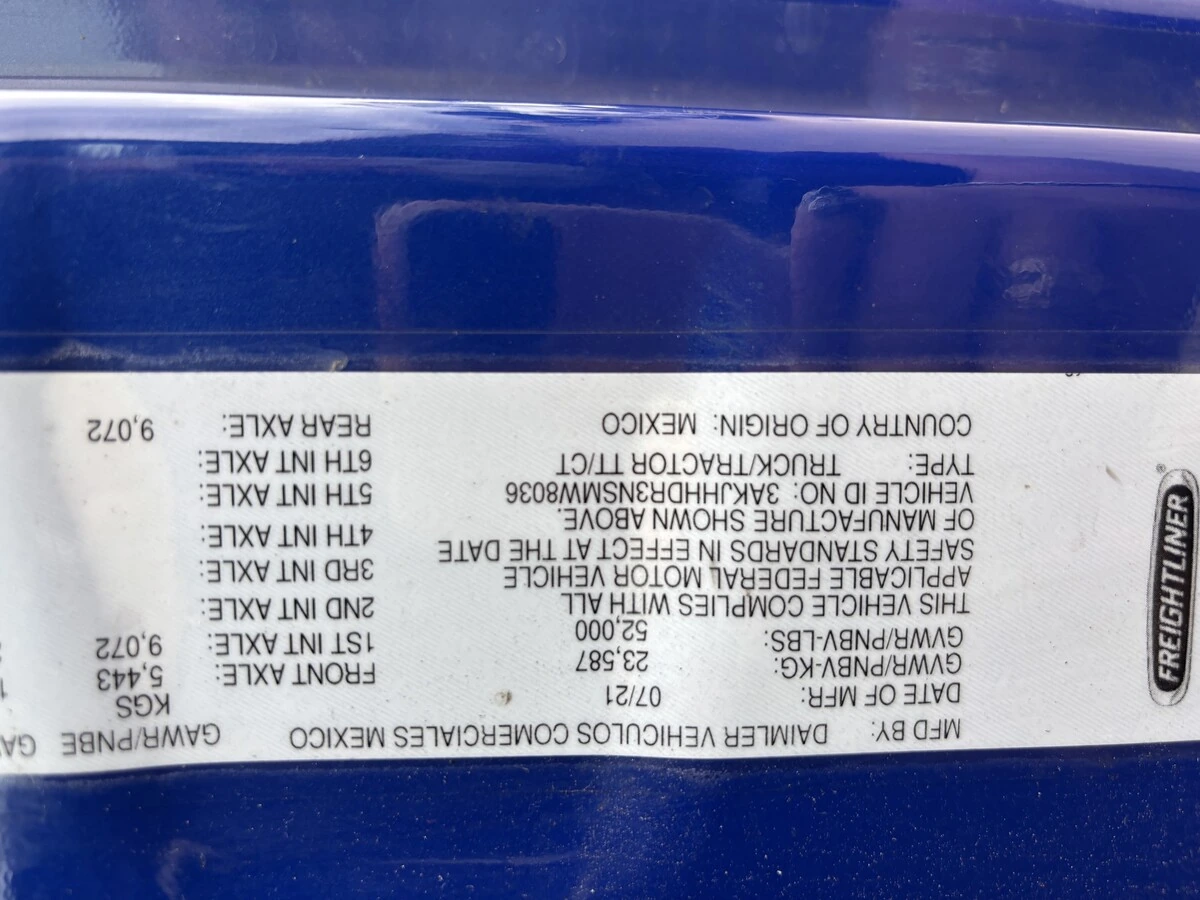 FREIGHTLINER
MFD BY: DAIMLER VEHICULOS COMERCIALES MEXICO
DATE OF MFR: 07/21
GVWR/PNBV-KG: 23,587
GVWR/PNBV-LBS: 52,000
THIS VEHICLE COMPLIES WITH ALL
APPLICABLE FEDERAL MOTOR VEHICLE
SAFETY STANDARDS IN EFFECT AT THE DATE
OF MANUFACTURE SHOWN ABOVE.
VEHICLE ID NO: 3AKJHHDR3NSMW8036
TYPE: TRUCK/TRACTOR TT/CT
COUNTRY OF ORIGIN: MEXICO
GAWR/PNBE
KGS
FRONT AXLE: 5,443
1ST INT AXLE: 9,072
2ND INT AXLE:
3RD INT AXLE:
4TH INT AXLE:
5TH INT AXLE:
6TH INT AXLE:
REAR AXLE: 9,072